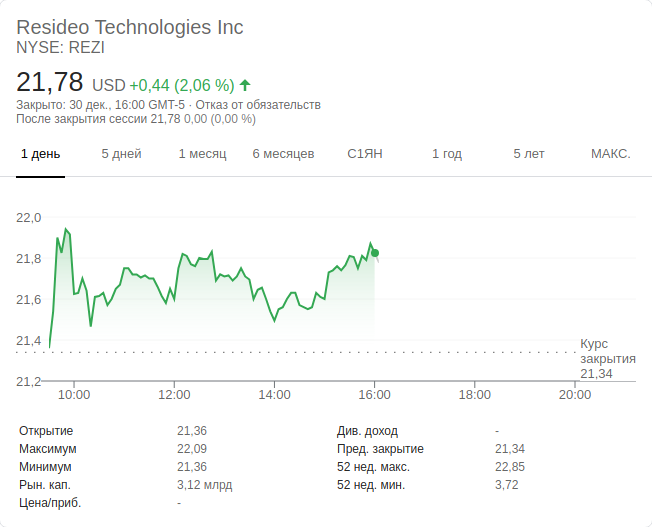 Resideo Technologies Inc
NYSE: REZI
21,78 USD +0,44 (2,06 %)
Закрыто: 30 дек., 16:00 GMT-5 · Отказ от обязательств
После закрытия сессии 21,78 0,00 (0,00 %)
1 день 5 дней 1 месяц 6 месяцев С1ЯН 1 год 5 лет МАКС.
22,0
21,8
21,6
21,4
Курс
закрытия
21,34
21,2
10:00 12:00 14:00 16:00 18:00 20:00
Открытие 21,36 Див. доход -
Максимум 22,09 Пред. закрытие 21,34
Минимум 21,36 52 нед. макс. 22,85
Рын. кап. 3,12 млрд 52 нед. мин. 3,72
Цена/приб. -